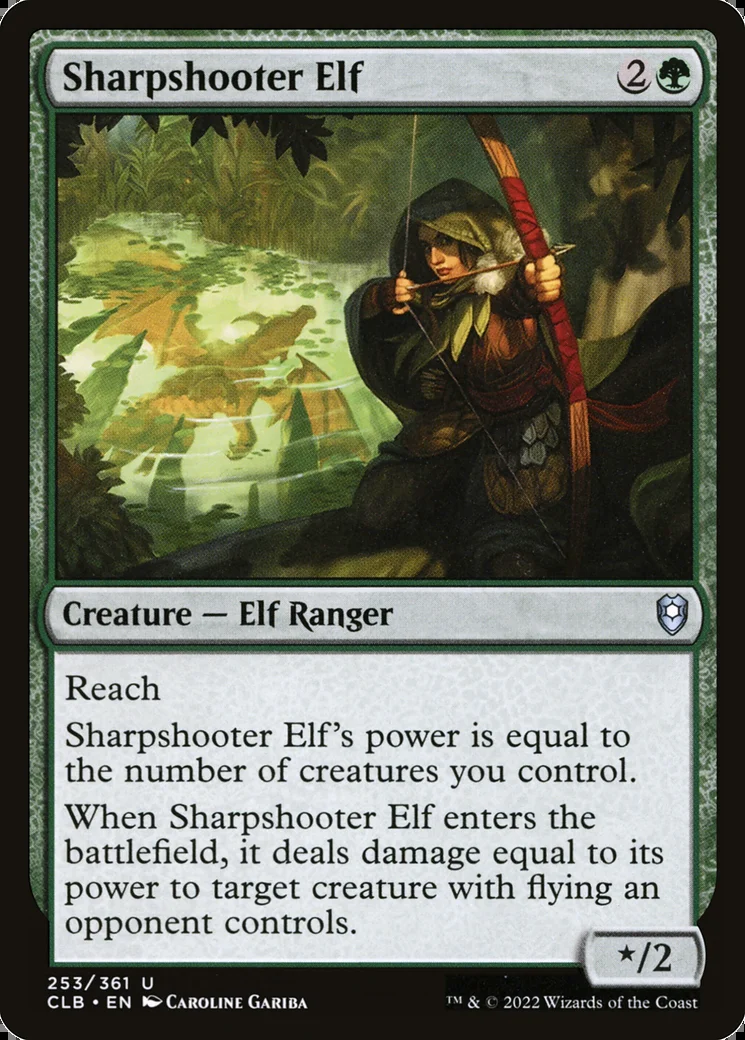 Sharpshooter Elf 2
Creature — Elf Ranger
Reach
Sharpshooter Elf’s power is equal to
the number of creatures you control.
When Sharpshooter Elf enters the
battlefield, it deals damage equal to its
power to target creature with flying an
opponent controls.
*/2
253/361 U
CLB • EN CAROLINE GARIBA
™ & © 2022 Wizards of the Coast